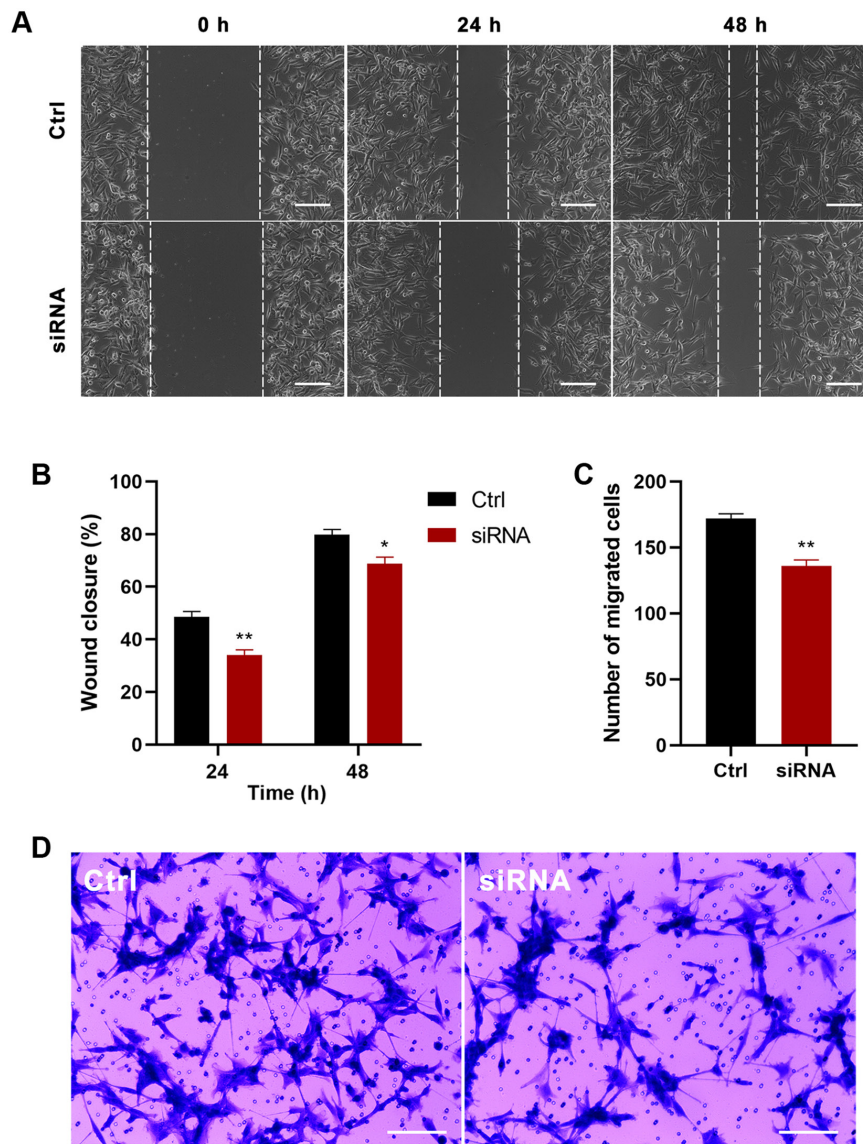 A
0 h 24 h 48 h
Ctrl
siRNA
B
Wound closure (%)
100
80
60
40
20
0
**
*
24 48
Time (h)
Ctrl
siRNA
C
Number of migrated cells
200
150
100
50
0
**
Ctrl siRNA
D
Ctrl siRNA